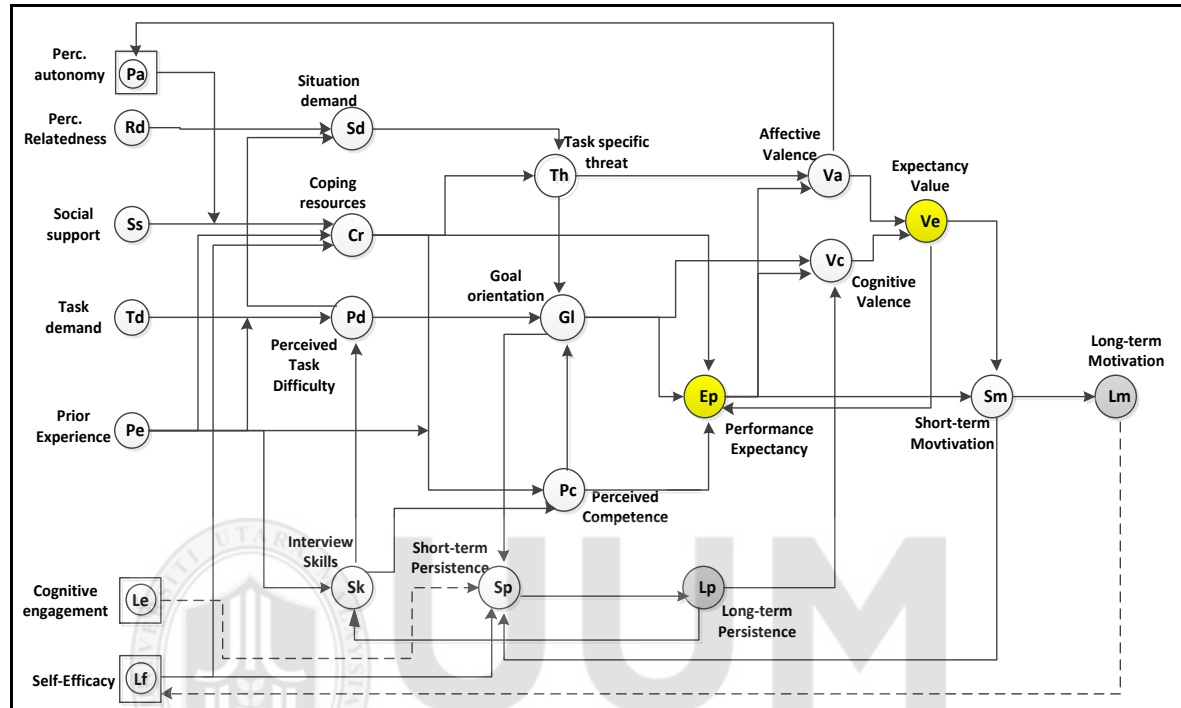 Perc.
autonomy
Pa
Perc.
Relatedness
Rd
Situation
demand
Sd
Task specific
threat
Th
Affective
Valence
Va
Expectancy
Value
Ve
Social
support
Ss
Coping
resources
Cr
Vc
Cognitive
Valence
Goal
orientation
Gl
Task
demand
Td
Pd
Perceived
Task
Difficulty
Long-term
Motivation
Ep
Performance
Expectancy
Sm
Short-term
Movtivation
Lm
Prior
Experience
Pe
Pc
Perceived
Competence
Interview
Skills
Sk
Short-term
Persistence
Sp
Lp
Long-term
Persistence
Cognitive
engagement
Le
Self-Efficacy
Lf
UUM